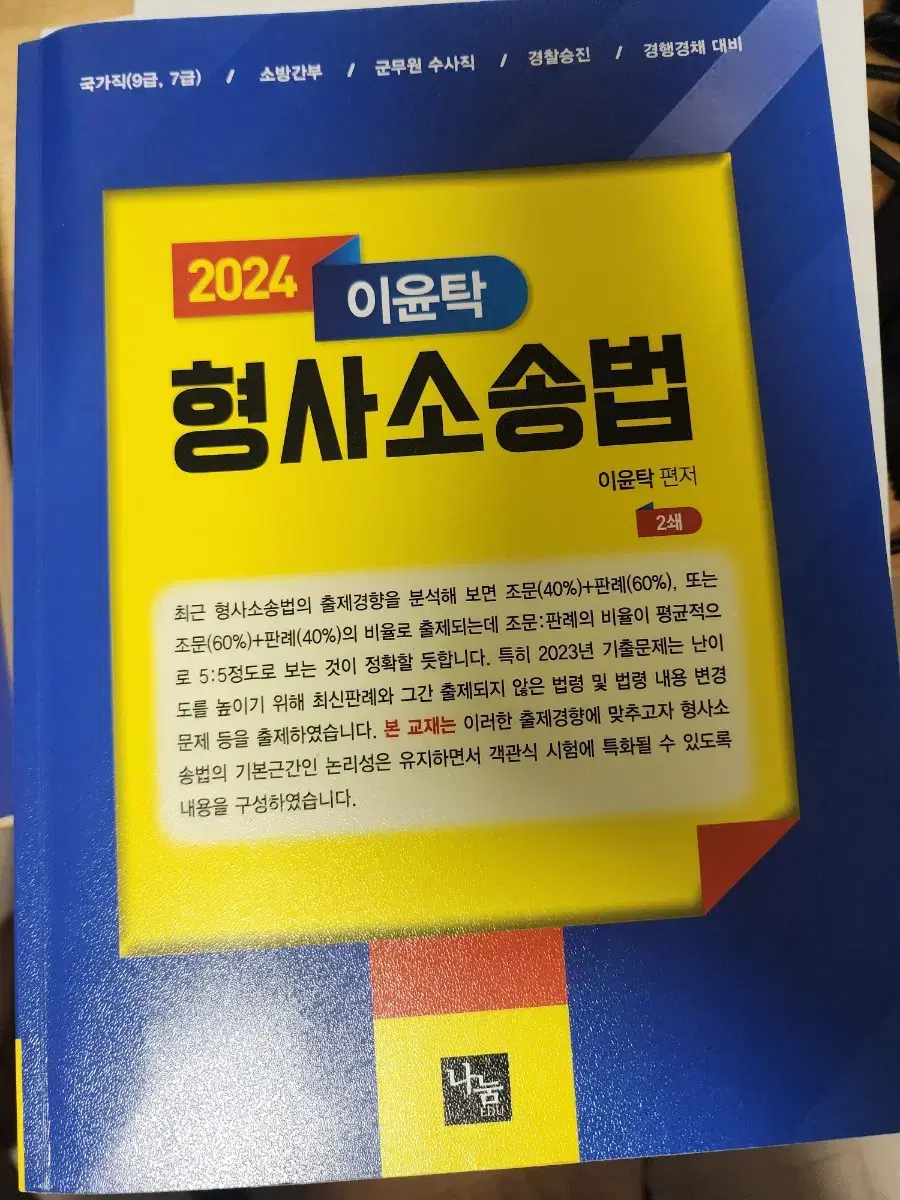 국가직(9급, 7급) / 소방간부 / 군무원 수사직 / 경찰승진 / 경행경채 대비
2024 이윤탁
형사소송법
이윤탁 편저
2쇄
최근 형사소송법의 출제경향을 분석해 보면 조문(40%)+판례(60%), 또는
조문(60%)+판례(40%)의 비율로 출제되는데 조문:판례의 비율이 평균적으
로 5:5정도로 보는 것이 정확할 듯합니다. 특히 2023년 기출문제는 난이
도를 높이기 위해 최신판례와 그간 출제되지 않은 법령 및 법령 내용 변경
문제 등을 출제하였습니다. 본 교재는 이러한 출제경향에 맞추고자 형사소
송법의 기본근간인 논리성은 유지하면서 객관식 시험에 특화될 수 있도록
내용을 구성하였습니다.
나눔